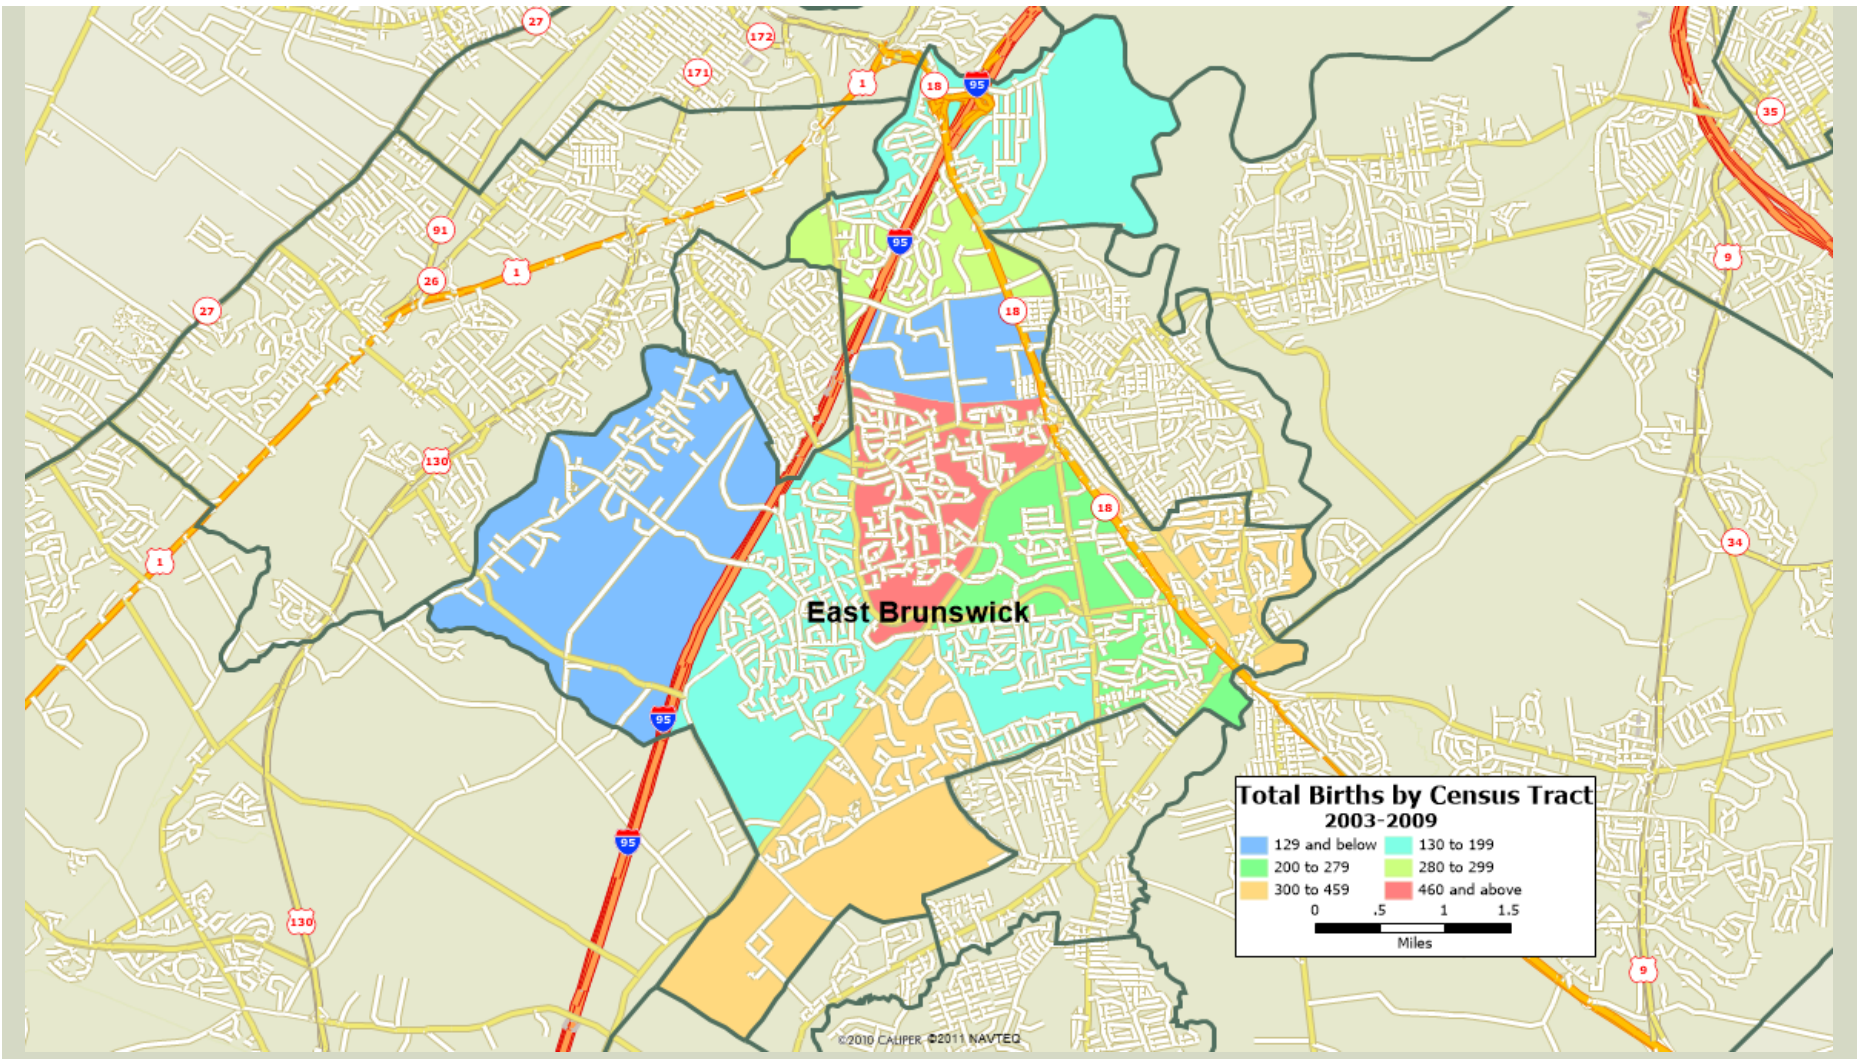 27
172
171
1
18
95
35
91
95
9
26
1
27
18
130
18
34
1
East Brunswick
95
Total Births by Census Tract
2003-2009
129 and below 130 to 199
200 to 279 280 to 299
300 to 459 460 and above
0 .5 1 1.5
Miles
95
130
9
©2010 CALIPER ©2011 NAVTEQ